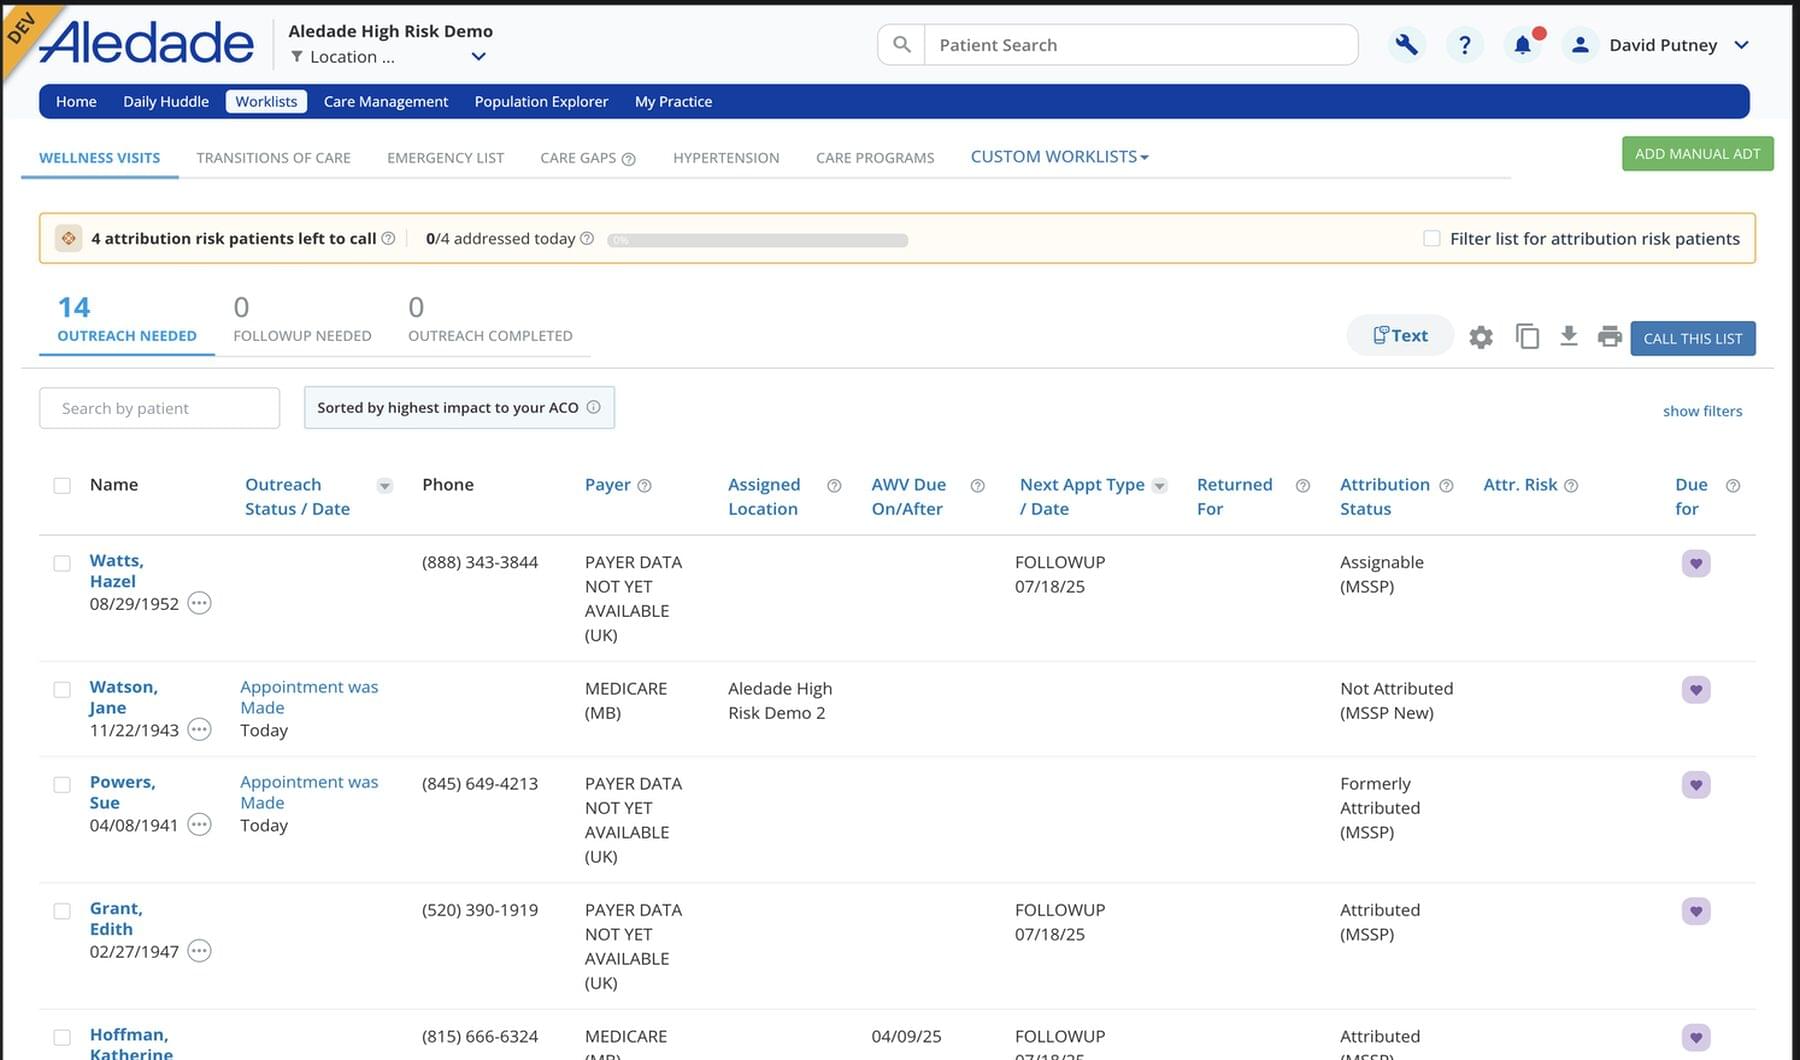 DEV
Aledade
Aledade High Risk Demo
Location ...
Patient Search
?
David Putney
Home Daily Huddle Worklists Care Management Population Explorer My Practice
WELLNESS VISITS TRANSITIONS OF CARE EMERGENCY LIST CARE GAPS ? HYPERTENSION CARE PROGRAMS CUSTOM WORKLISTS
ADD MANUAL ADT
4 attribution risk patients left to call ? 0/4 addressed today ? 0% Filter list for attribution risk patients
14 0 0
OUTREACH NEEDED FOLLOWUP NEEDED OUTREACH COMPLETED
Text
CALL THIS LIST
Search by patient
Sorted by highest impact to your ACO
show filters
Name Outreach Phone Payer ? Assigned ? AWV Due ? Next Appt Type Returned ? Attribution ? Attr. Risk ? Due ?
Status / Date Location On/After / Date For Status for
Watts, (888) 343-3844 PAYER DATA FOLLOWUP Assignable
Hazel NOT YET 07/18/25 (MSSP)
08/29/1952 AVAILABLE
(UK)
Watson, Appointment was MEDICARE Aledade High Not Attributed
Jane Made (MB) Risk Demo 2 (MSSP New)
11/22/1943 Today
Powers, Appointment was (845) 649-4213 PAYER DATA Formerly
Sue Made NOT YET Attributed
04/08/1941 Today AVAILABLE (MSSP)
(UK)
Grant, (520) 390-1919 PAYER DATA FOLLOWUP Attributed
Edith NOT YET 07/18/25 (MSSP)
02/27/1947 AVAILABLE
(UK)
Hoffman, (815) 666-6324 MEDICARE 04/09/25 FOLLOWUP Attributed
Katherine (MB) 07/18/25 (MSSP)